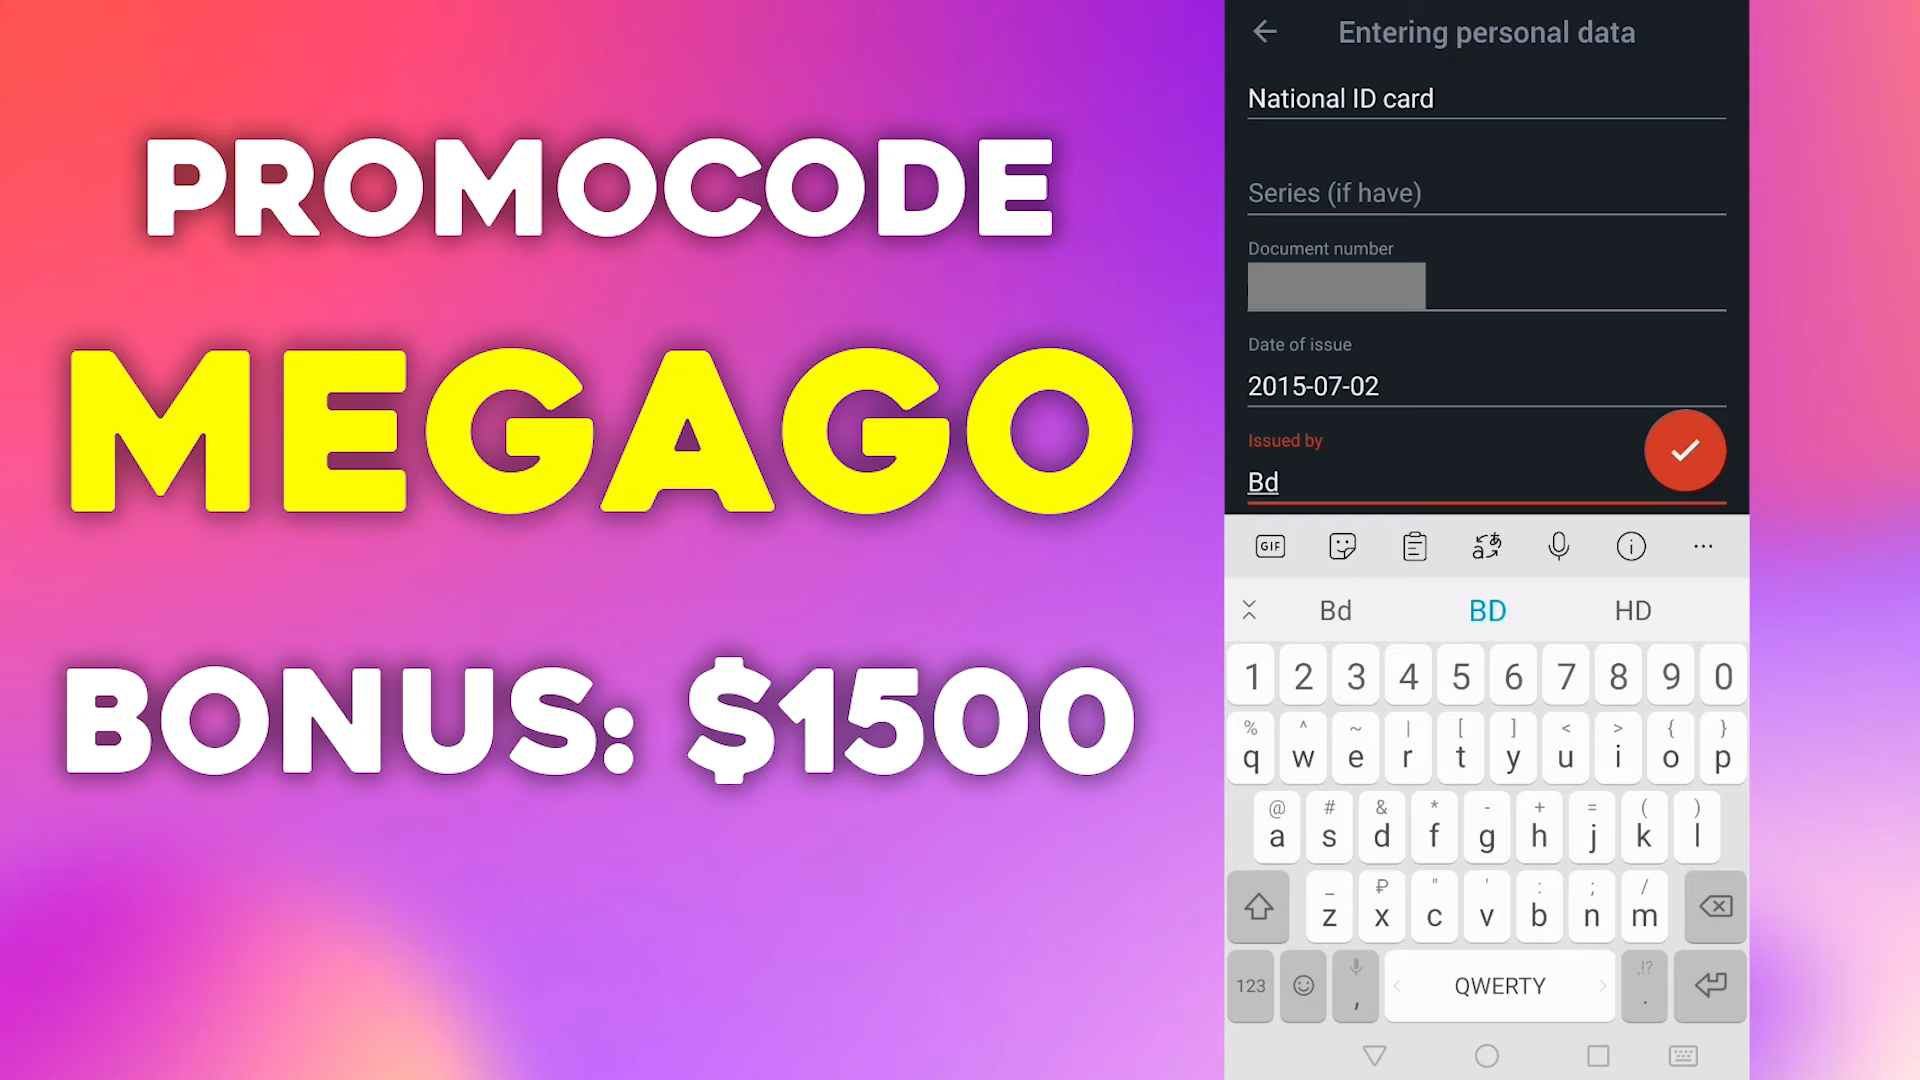 PROMOCODE
MEGAGO
BONUS: $1500
Entering personal data
National ID card
Series (if have)
Document number
Date of issue
2015-07-02
Issued by
Bd
GIF
Bd BD HD
1 2 3 4 5 6 7 8 9 0
% ^ ~ | [ ] < > { }
q w e r t y u i o p
@ # & * - + = ( )
a s d f g h j k l
_ ₽ " ' : ; /
z x c v b n m
,!?
123 , QWERTY .